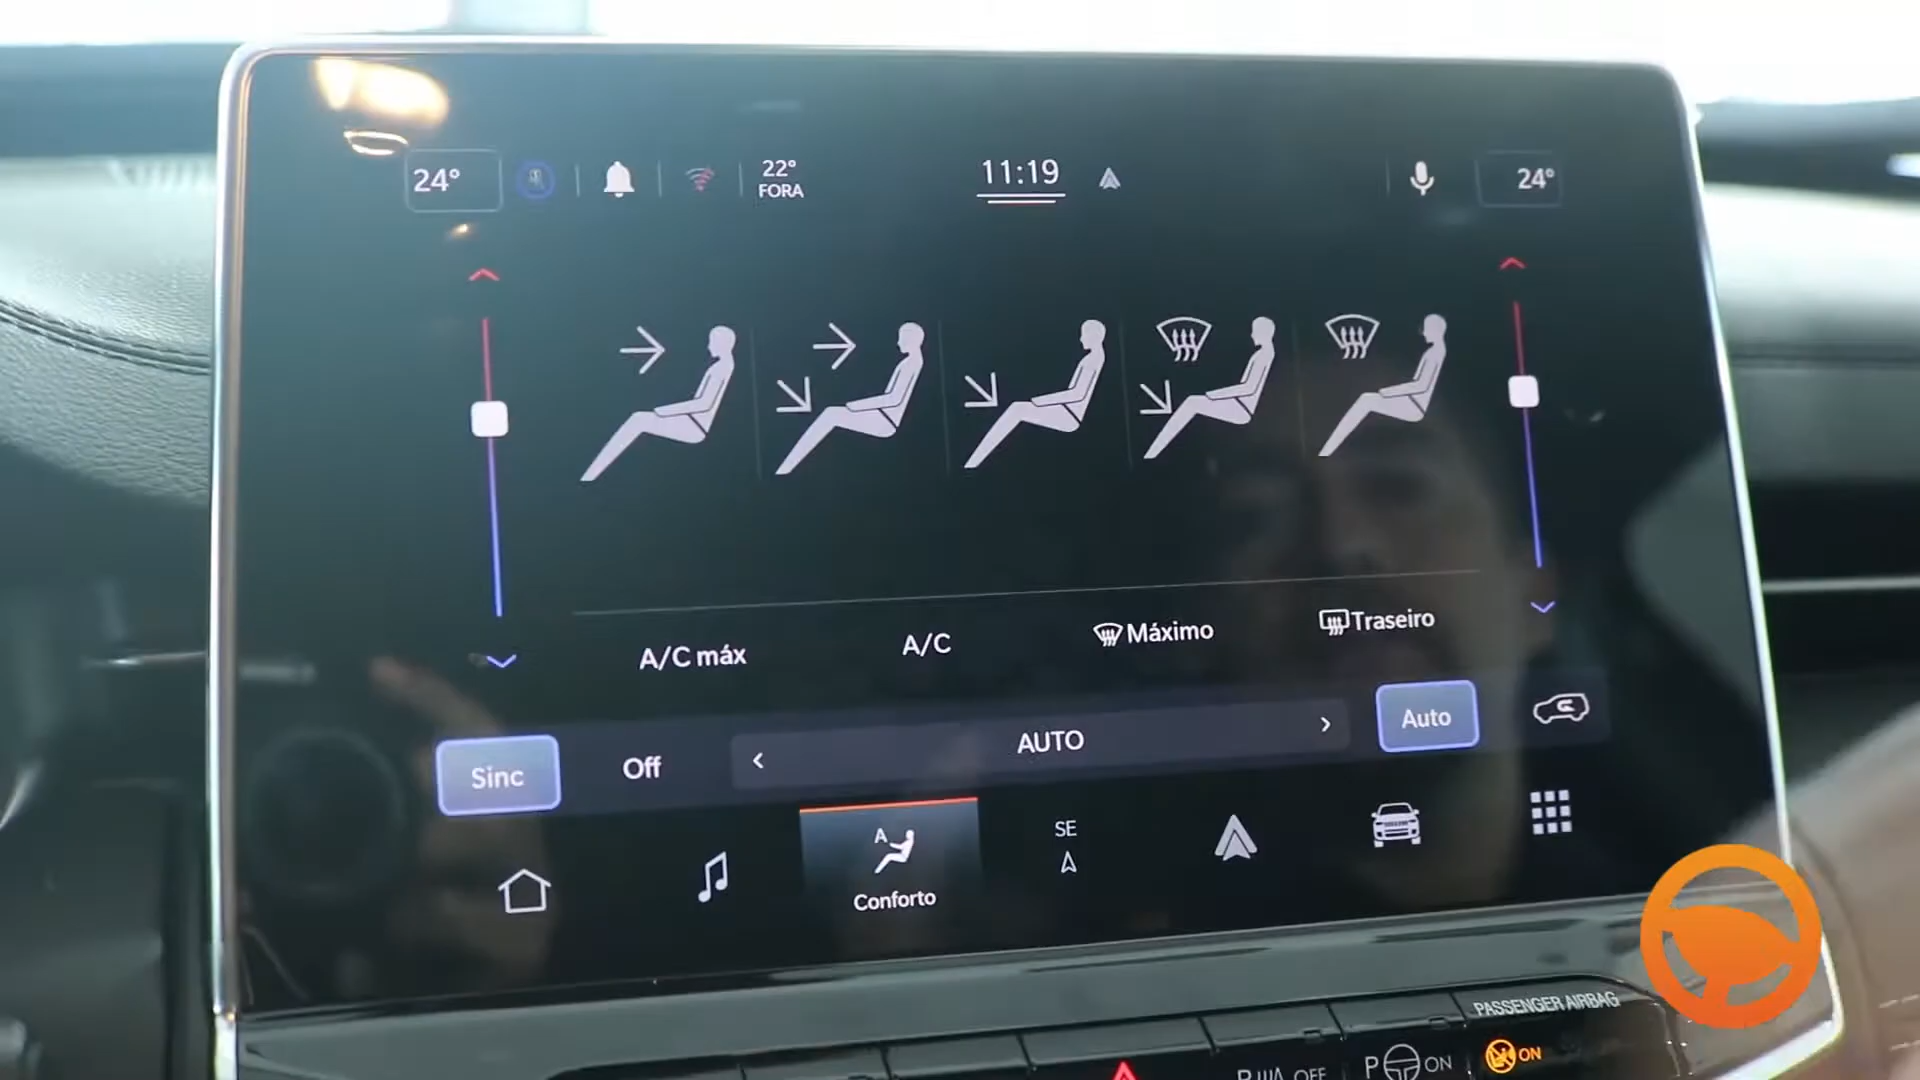 24°
22°
FORA
11:19
24°
A/C máx
A/C
Máximo
Traseiro
Sinc
Off
AUTO
Auto
A
Conforto
SE
PASSENGER AIRBAG
OFF
P ON
ON